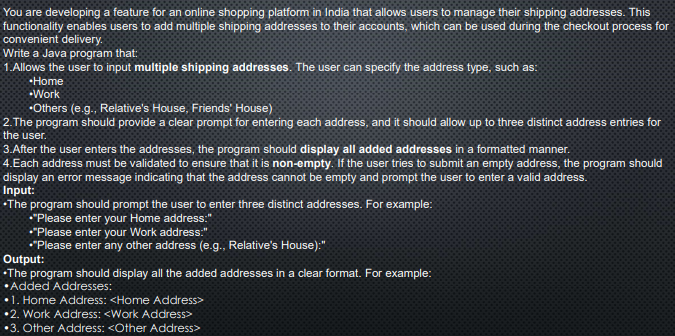 You are developing a feature for an online shopping platform in India that allows users to manage their shipping addresses. This
functionality enables users to add multiple shipping addresses to their accounts, which can be used during the checkout process for
convenient delivery.
Write a Java program that:
1.Allows the user to input multiple shipping addresses. The user can specify the address type, such as:
•Home
•Work
•Others (e.g., Relative's House, Friends' House)
2.The program should provide a clear prompt for entering each address, and it should allow up to three distinct address entries for
the user.
3.After the user enters the addresses, the program should display all added addresses in a formatted manner.
4.Each address must be validated to ensure that it is non-empty. If the user tries to submit an empty address, the program should
display an error message indicating that the address cannot be empty and prompt the user to enter a valid address.
Input:
•The program should prompt the user to enter three distinct addresses. For example:
•"Please enter your Home address:"
•"Please enter your Work address:"
•"Please enter any other address (e.g., Relative's House):"
Output:
•The program should display all the added addresses in a clear format. For example:
•Added Addresses:
•1. Home Address: <Home Address>
•2. Work Address: <Work Address>
•3. Other Address: <Other Address>